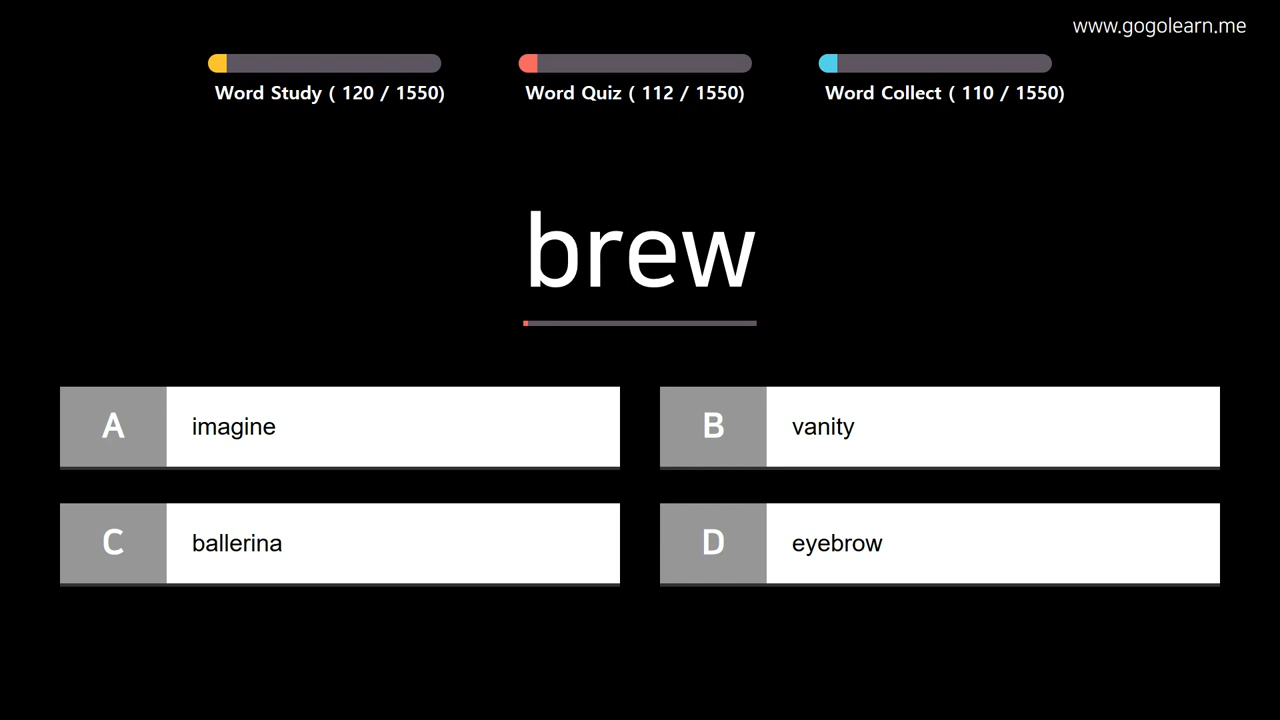 www.gogolearn.me
Word Study ( 120 / 1550)
Word Quiz ( 112 / 1550)
Word Collect ( 110 / 1550)
brew
A imagine
B vanity
C ballerina
D eyebrow